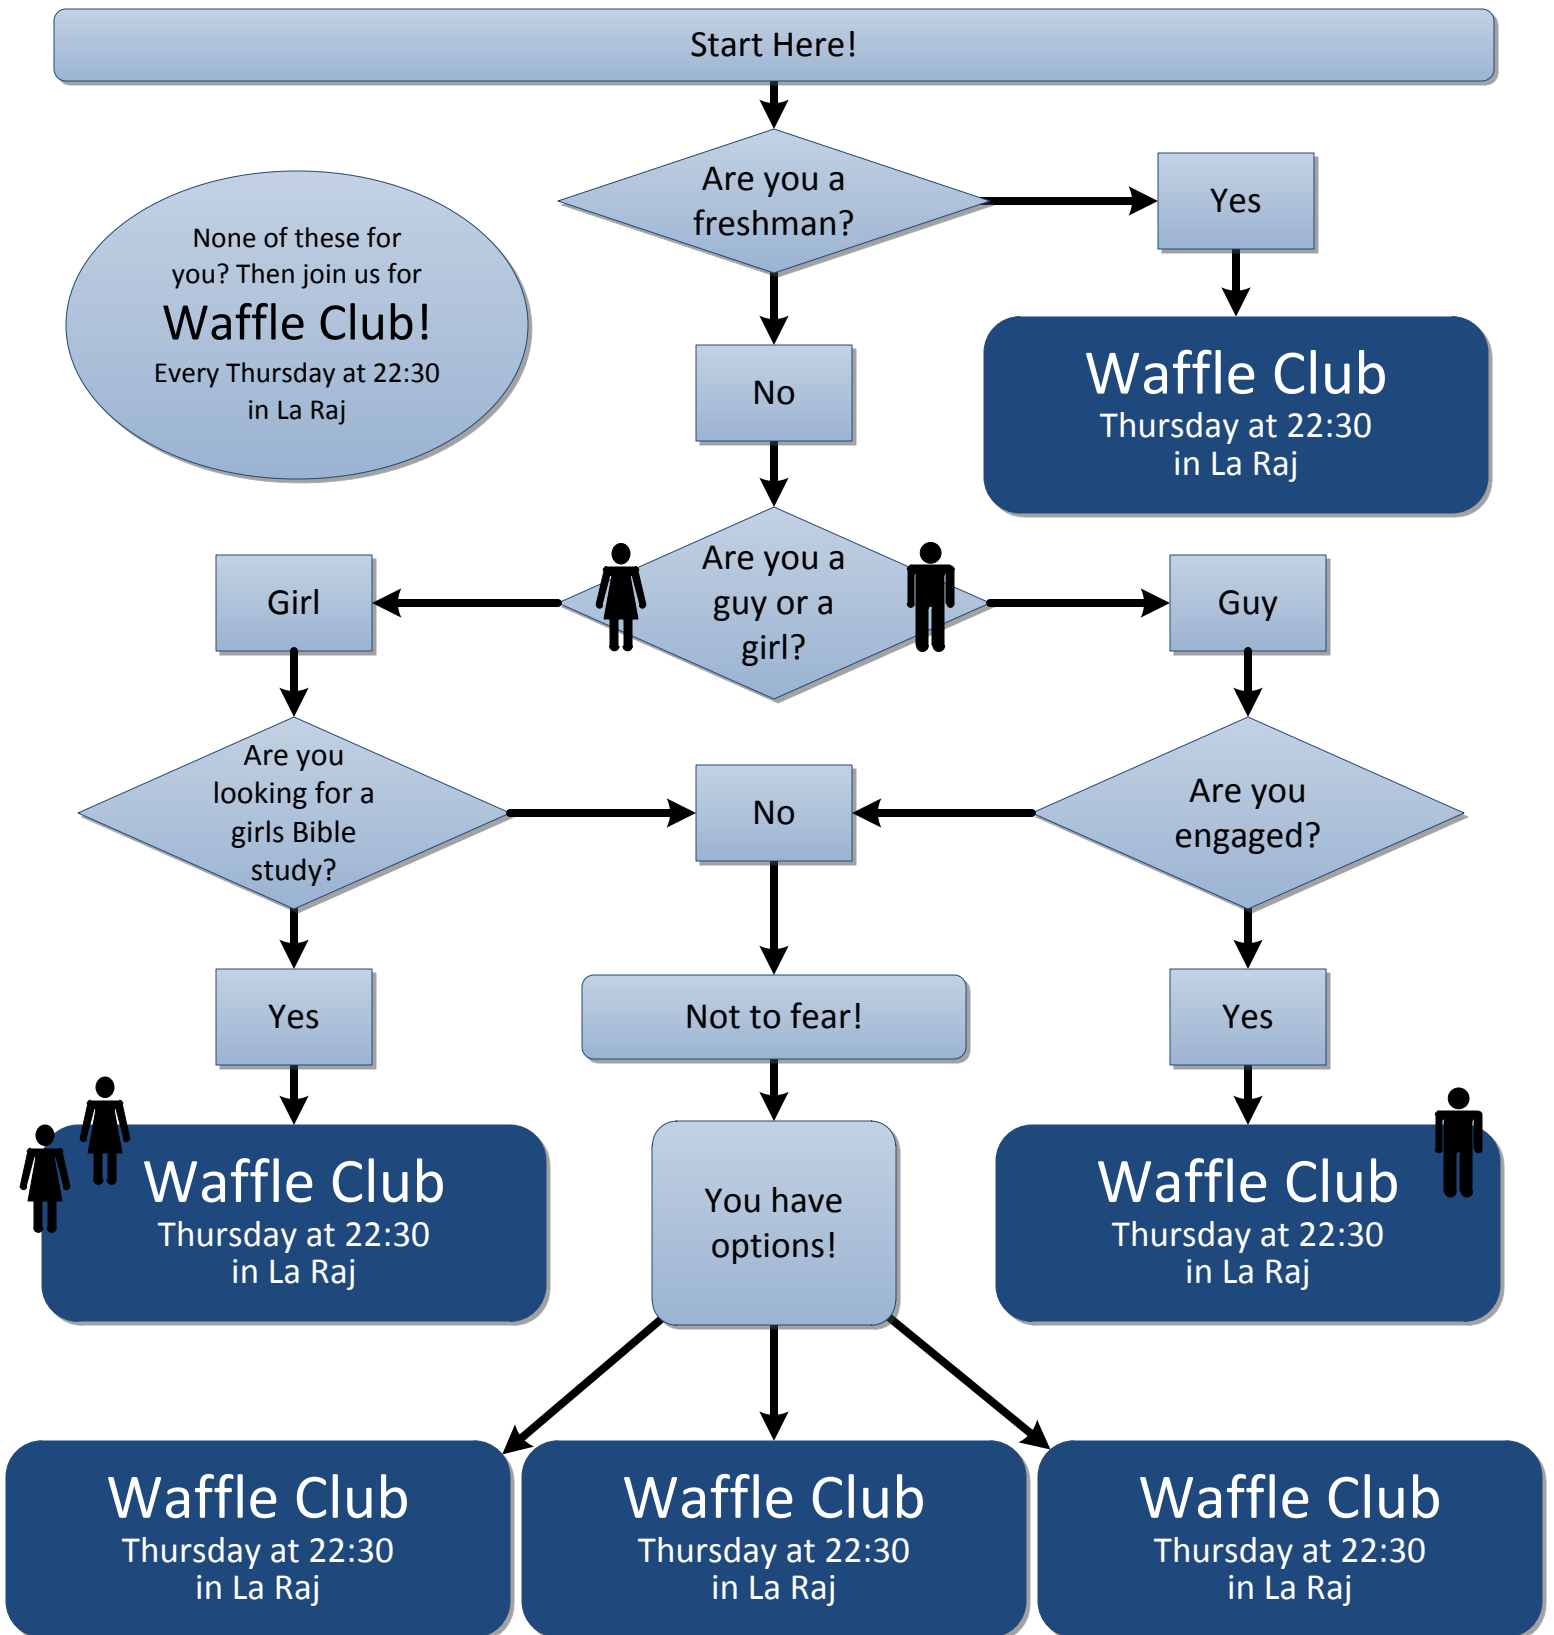 Start Here!
Are you a
freshman?
Yes
None of these for
you? Then join us for
Waffle Club!
Every Thursday at 22:30
in La Raj
Waffle Club
Thursday at 22:30
in La Raj
No
Are you a
guy or a
girl?
Girl
Guy
Are you
looking for a
girls Bible
study?
No
Are you
engaged?
Yes
Not to fear!
Yes
Waffle Club
Thursday at 22:30
in La Raj
You have
options!
Waffle Club
Thursday at 22:30
in La Raj
Waffle Club
Thursday at 22:30
in La Raj
Waffle Club
Thursday at 22:30
in La Raj
Waffle Club
Thursday at 22:30
in La Raj